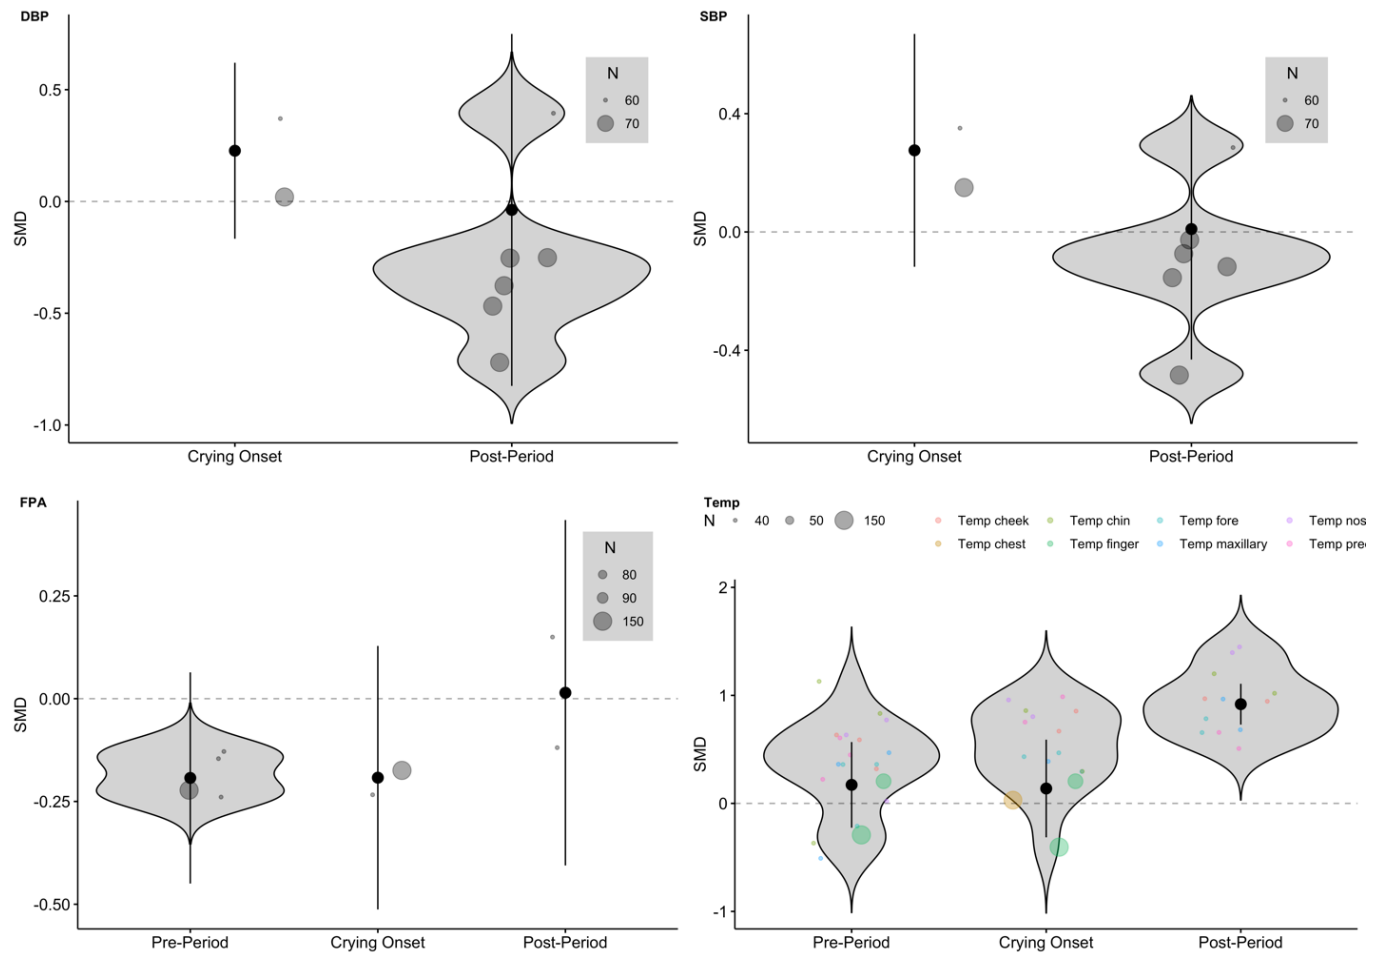 DBP
0.5
0.0
-0.5
-1.0
SMD
N
60
70
Crying Onset
Post-Period
SBP
0.4
0.0
-0.4
SMD
N
60
70
Crying Onset
Post-Period
FPA
0.25
0.00
-0.25
-0.50
SMD
N
80
90
150
Pre-Period
Crying Onset
Post-Period
Temp
N 40 50 150
Temp cheek Temp chin Temp fore Temp nos
Temp chest Temp finger Temp maxillary Temp pre
2
1
0
-1
SMD
Pre-Period
Crying Onset
Post-Period